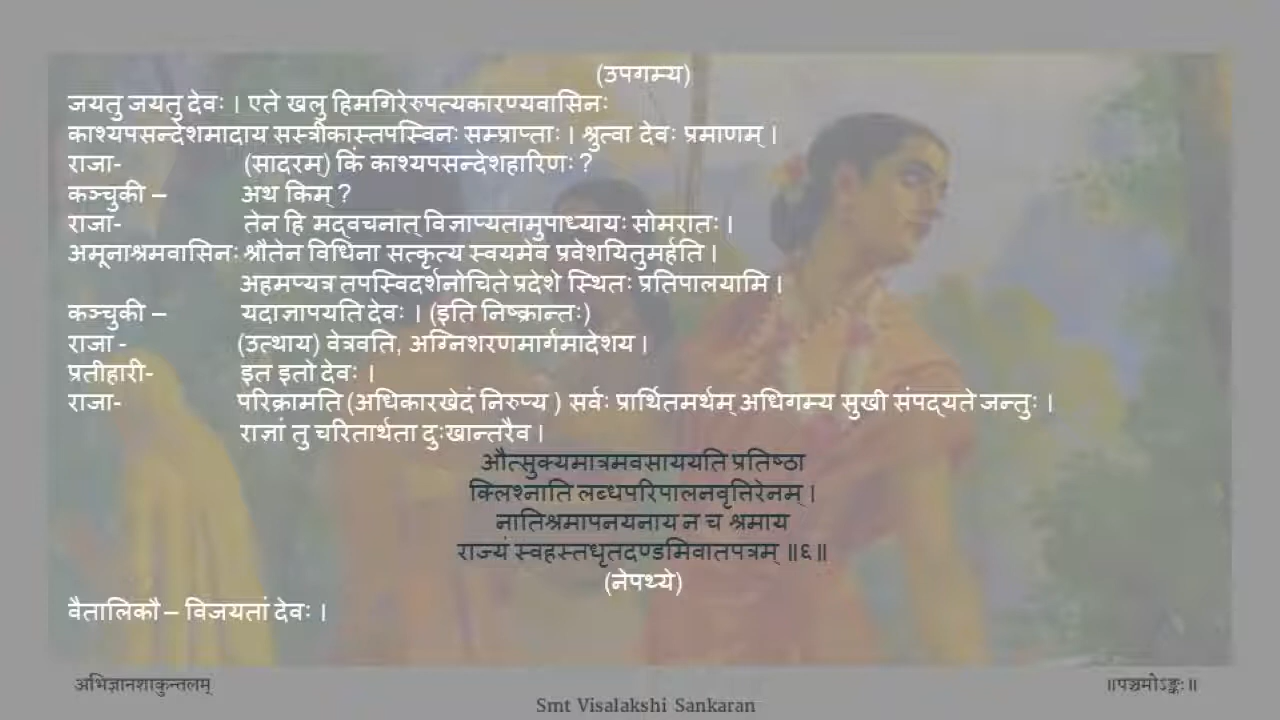 (उपगम्य)
जयतु जयतु देवः । एते खलु हिमगिरेरुपत्यकारण्यवासिनः
काश्यपसन्देशमादाय सस्त्रीकास्तपस्विनः सम्प्राप्ताः । श्रुत्वा देवः प्रमाणम् ।
राजा- (सादरम्) किं काश्यपसन्देशहारिणः ?
कञ्चुकी – अथ किम् ?
राजा- तेन हि मद्वचनात् विज्ञाप्यतामुपाध्यायः सोमरातः ।
अमूनाश्रमवासिनः श्रौतेन विधिना सत्कृत्य स्वयमेव प्रवेशयितुमर्हति ।
अहमप्यत्र तपस्विदर्शनोचिते प्रदेशे स्थितः प्रतिपालयामि ।
कञ्चुकी – यदाज्ञापयति देवः । (इति निष्क्रान्तः)
राजा - (उत्थाय) वेत्रवति, अग्निशरणमार्गमादेशय ।
प्रतीहारी- इत इतो देवः ।
राजा- परिक्रामति (अधिकारखेदं निरुप्य ) सर्वः प्रार्थितमर्थम् अधिगम्य सुखी संपद्यते जन्तुः ।
राज्ञां तु चरितार्थता दुःखान्तरैव ।
औत्सुक्यमात्रमवसाययति प्रतिष्ठा
क्लिश्नाति लब्धपरिपालनवृत्तिरेनम् ।
नातिश्रमापनयनाय न च श्रमाय
राज्यं स्वहस्तधृतदण्डमिवातपत्रम् ॥६॥
(नेपथ्ये)
वैतालिकौ – विजयतां देवः ।
अभिज्ञानशाकुन्तलम्
॥पञ्चमोऽङ्कः॥
Smt Visalakshi Sankaran